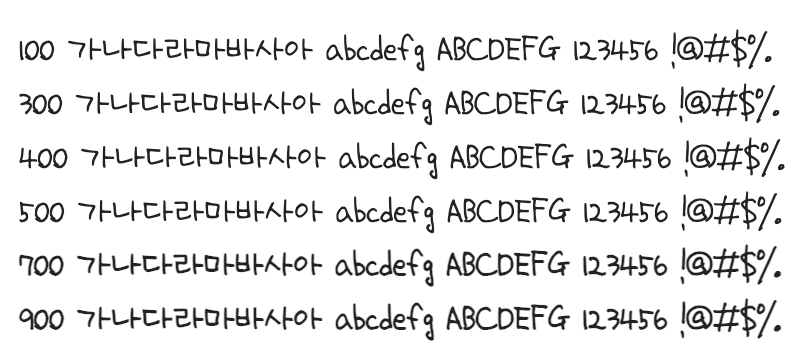 100 가나다라마바사아 abcdefg ABCDEFG 123456 !@#$%
300 가나다라마바사아 abcdefg ABCDEFG 123456 !@#$%
400 가나다라마바사아 abcdefg ABCDEFG 123456 !@#$%
500 가나다라마바사아 abcdefg ABCDEFG 123456 !@#$%
700 가나다라마바사아 abcdefg ABCDEFG 123456 !@#$%
900 가나다라마바사아 abcdefg ABCDEFG 123456 !@#$%